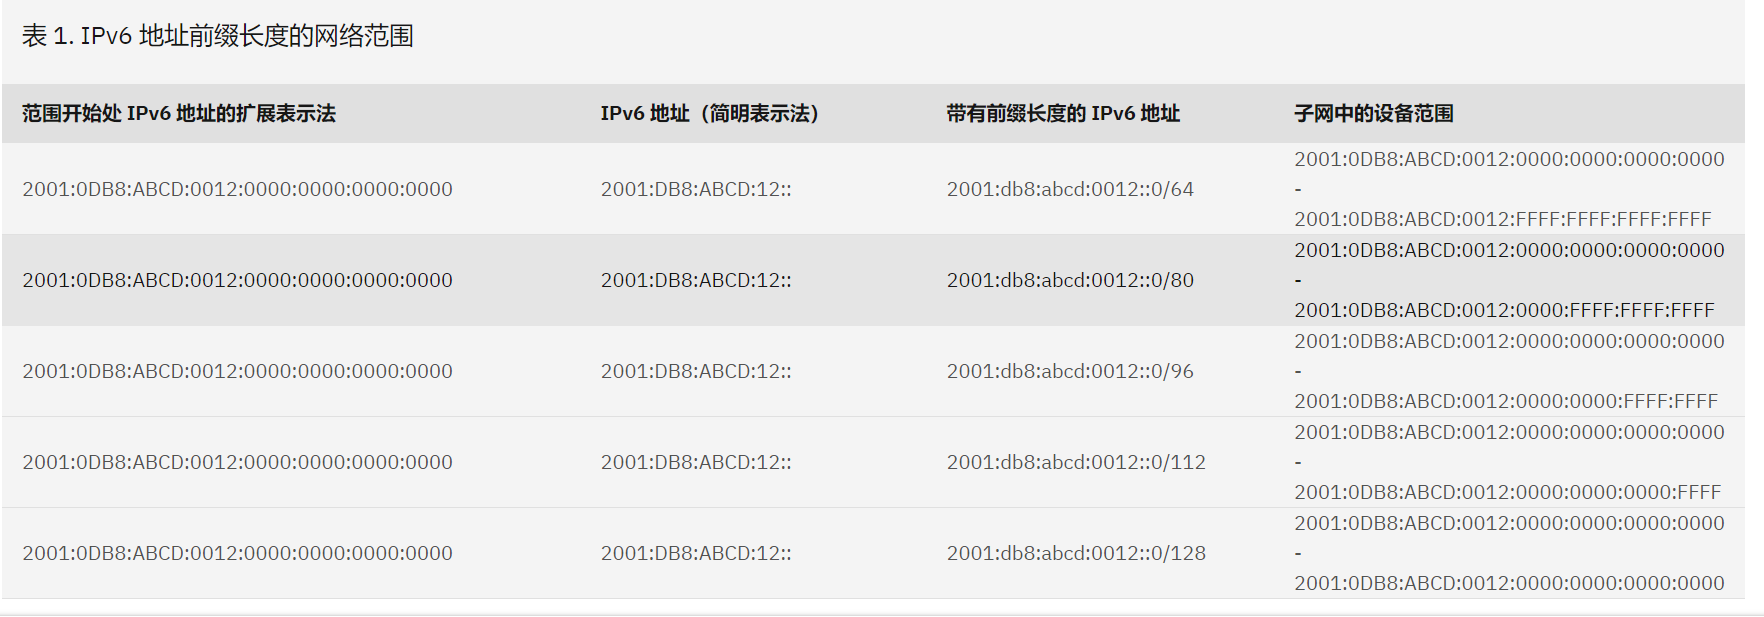 表 1. IPv6 地址前缀长度的网络范围
范围开始处 IPv6 地址的扩展表示法 IPv6 地址（简明表示法） 带有前缀长度的 IPv6 地址 子网中的设备范围
2001:0DB8:ABCD:0012:0000:0000:0000:0000 2001:DB8:ABCD:12:: 2001:db8:abcd:0012::0/64 2001:0DB8:ABCD:0012:0000:0000:0000:0000
-
2001:0DB8:ABCD:0012:FFFF:FFFF:FFFF:FFFF
2001:0DB8:ABCD:0012:0000:0000:0000:0000 2001:DB8:ABCD:12:: 2001:db8:abcd:0012::0/80 2001:0DB8:ABCD:0012:0000:0000:0000:0000
-
2001:0DB8:ABCD:0012:0000:FFFF:FFFF:FFFF
2001:0DB8:ABCD:0012:0000:0000:0000:0000 2001:DB8:ABCD:12:: 2001:db8:abcd:0012::0/96 2001:0DB8:ABCD:0012:0000:0000:0000:0000
-
2001:0DB8:ABCD:0012:0000:0000:FFFF:FFFF
2001:0DB8:ABCD:0012:0000:0000:0000:0000 2001:DB8:ABCD:12:: 2001:db8:abcd:0012::0/112 2001:0DB8:ABCD:0012:0000:0000:0000:0000
-
2001:0DB8:ABCD:0012:0000:0000:0000:FFFF
2001:0DB8:ABCD:0012:0000:0000:0000:0000 2001:DB8:ABCD:12:: 2001:db8:abcd:0012::0/128 2001:0DB8:ABCD:0012:0000:0000:0000:0000
-
2001:0DB8:ABCD:0012:0000:0000:0000:0000